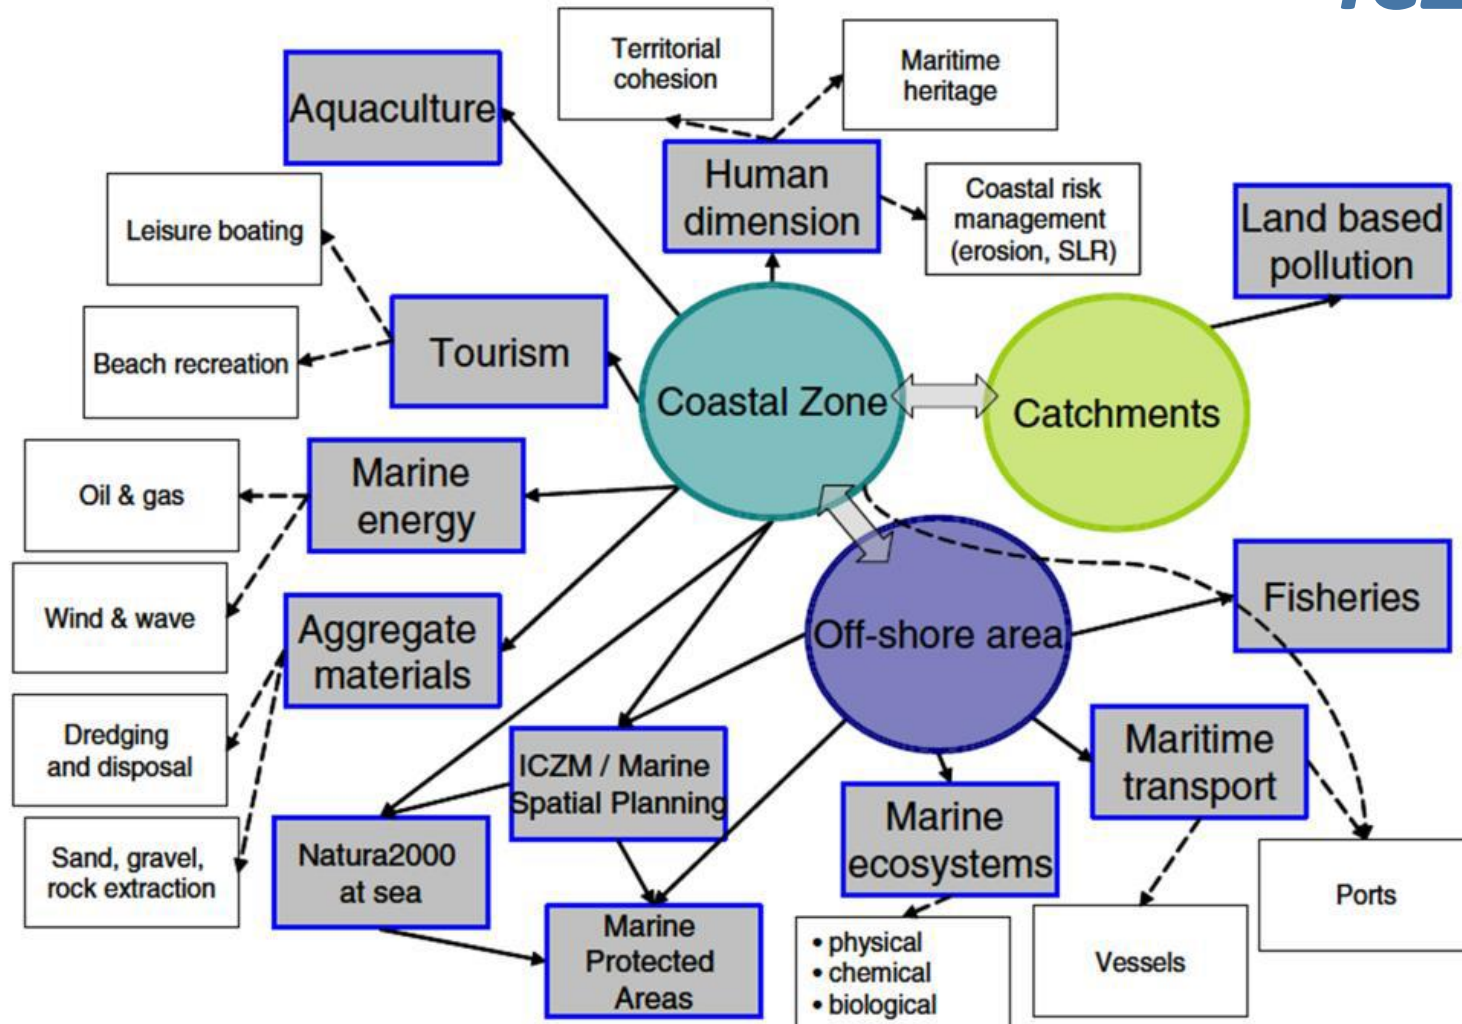 Territorial
cohesion
Maritime
heritage
Aquaculture
Human
dimension
Coastal risk
management
(erosion, SLR)
Land based
pollution
Leisure boating
Beach recreation
Tourism
Coastal Zone
Catchments
Oil & gas
Marine
energy
Wind & wave
Aggregate
materials
Off-shore area
Fisheries
Dredging
and disposal
ICZM / Marine
Spatial Planning
Maritime
transport
Sand, gravel,
rock extraction
Natura2000
at sea
Marine
ecosystems
Marine
Protected
Areas
• physical
• chemical
• biological
Vessels
Ports